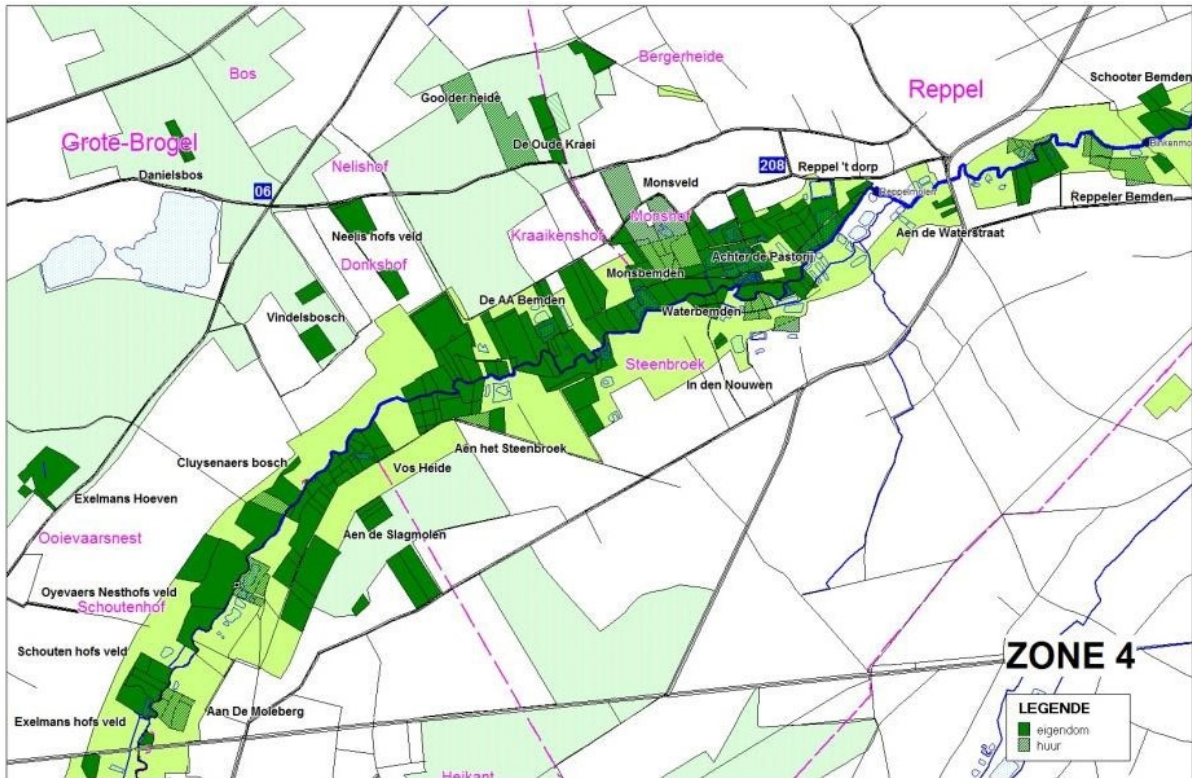 Bergerheide
Bos
Reppel
Schooter Bemden
Goolder heide
Grote-Brogel
De Oude Kraei
Nelishof
Danielsbos
06
208
Reppel 't dorp
Monsveld
Reppelmolen
Reppeler Bemden
Monshof
Neelis hofs veld
Kraaikenshof
Aen de Waterstraat
Donkshof
Achter de Pastorij
Monsbemden
De AA Bemden
Vindelsbosch
Waterbemden
Steenbroek
In den Nouwen
Aen het Steenbroek
Cluysenaers bosch
Vos Heide
Exelmans Hoeven
Ooievaarsnest
Aen de Slagmolen
Oyevaers Nesthofs veld
Schoutenhof
Schouten hofs veld
ZONE 4
Aan De Moleberg
Exelmans hofs veld
LEGENDE
eigendom
huur
Heikant